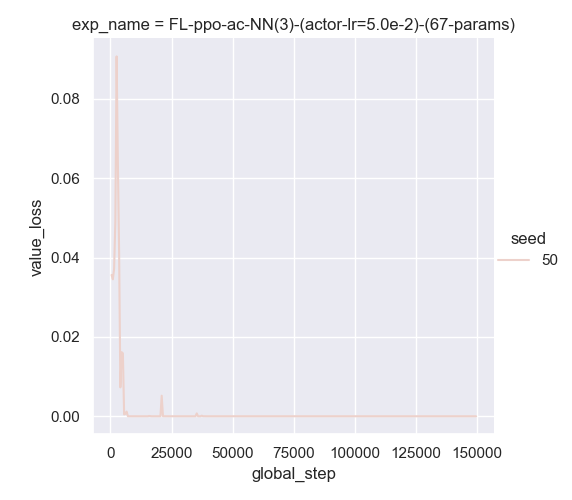 exp_name = FL-ppo-ac-NN(3)-(actor-lr=5.0e-2)-(67-params)
0.08
0.06
0.04
0.02
0.00
value_loss
0 25000 50000 75000 100000 125000 150000
global_step
seed
50